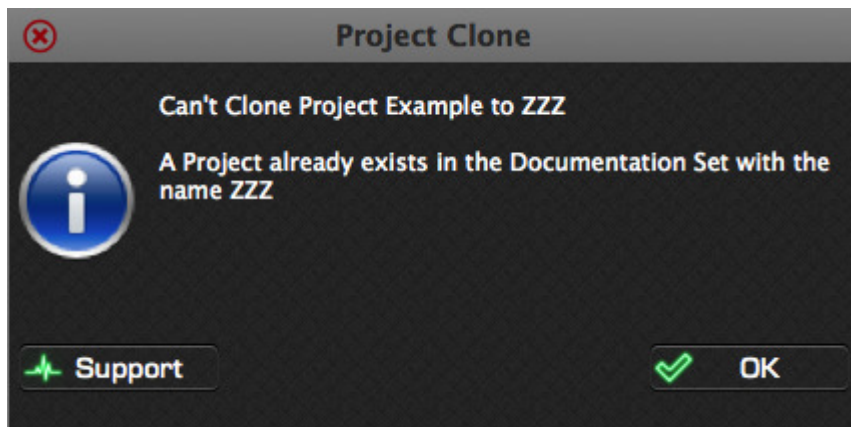 Project Clone
Can't Clone Project Example to ZZZ
A Project already exists in the Documentation Set with the
name ZZZ
Support
OK